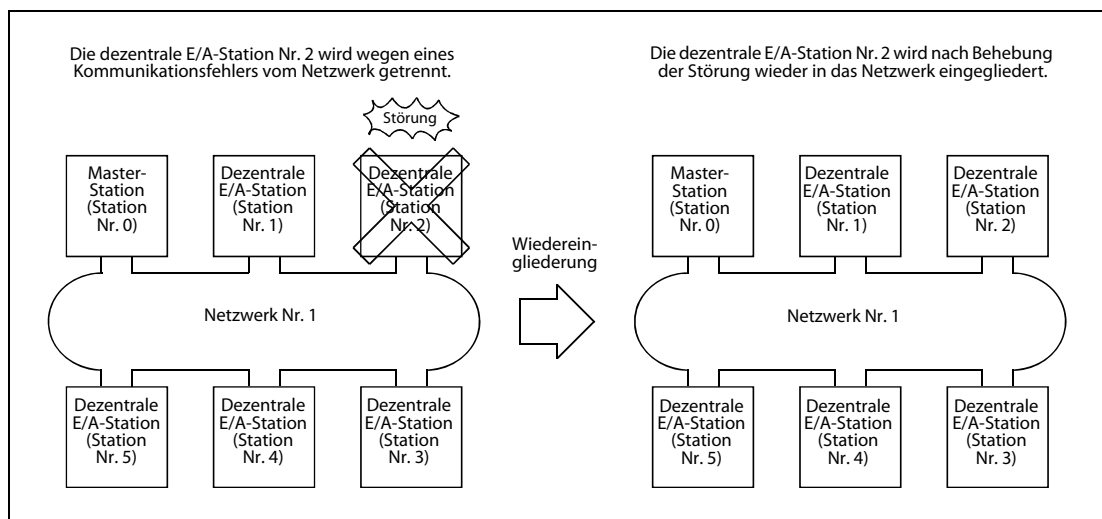 Die dezentrale E/A-Station Nr. 2 wird wegen eines
Kommunikationsfehlers vom Netzwerk getrennt.
Störung
Master-
Station
(Station
Nr. 0)
Dezentrale
E/A-Station
(Station
Nr. 1)
Dezentrale
E/A-Station
(Station
Nr. 2)
Netzwerk Nr. 1
Dezentrale
E/A-Station
(Station
Nr. 5)
Dezentrale
E/A-Station
(Station
Nr. 4)
Dezentrale
E/A-Station
(Station
Nr. 3)
Wiederein-
gliederung
Die dezentrale E/A-Station Nr. 2 wird nach Behebung
der Störung wieder in das Netzwerk eingegliedert.
Master-
Station
(Station
Nr. 0)
Dezentrale
E/A-Station
(Station
Nr. 1)
Dezentrale
E/A-Station
(Station
Nr. 2)
Netzwerk Nr. 1
Dezentrale
E/A-Station
(Station
Nr. 5)
Dezentrale
E/A-Station
(Station
Nr. 4)
Dezentrale
E/A-Station
(Station
Nr. 3)